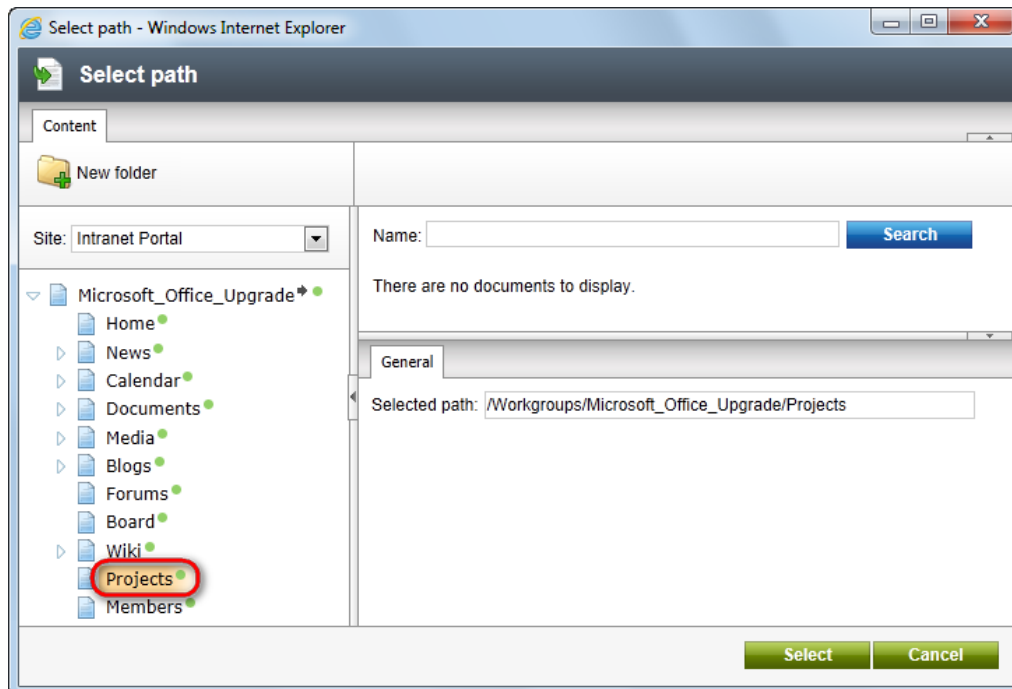 Select path - Windows Internet Explorer
Select path
Content
New folder
Site: Intranet Portal
Name:
Search
There are no documents to display.
Microsoft_Office_Upgrade
Home
News
Calendar
Documents
Media
Blogs
Forums
Board
Wiki
Projects
Members
General
Selected path: /Workgroups/Microsoft_Office_Upgrade/Projects
Select
Cancel